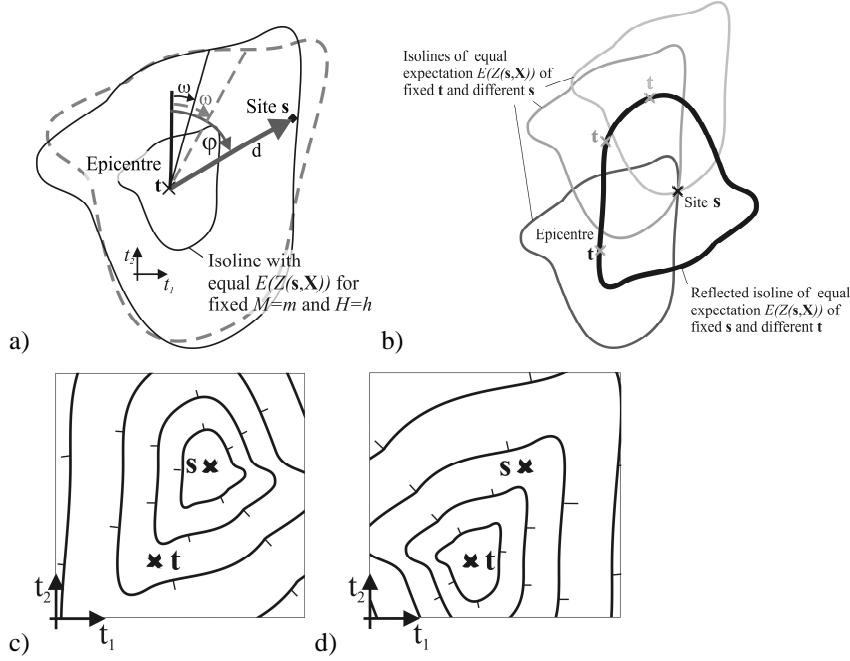 ω
ω
Site s
φ
d
Epicentre
t
t2
t1
Isoline with
equal E(Z(s,X)) for
fixed M=m and H=h
a)
Isolines of equal
expectation E(Z(s,X)) of
fixed t and different s
t
t
Site s
Epicentre
t
Reflected isoline of equal
expectation E(Z(s,X)) of
fixed s and different t
b)
s
t
t2
t1
c)
s
t
t2
t1
d)